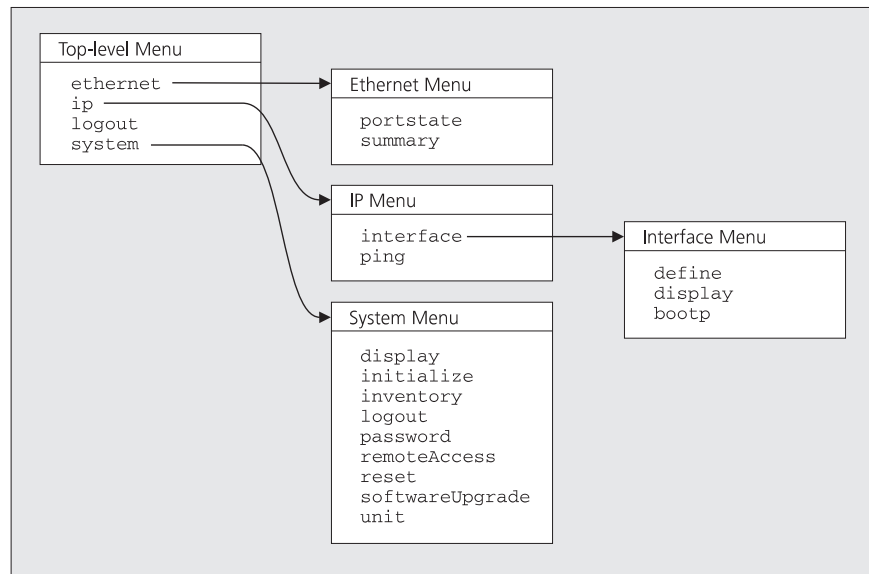 Top-level Menu
ethernet
ip
logout
system
Ethernet Menu
portstate
summary
IP Menu
interface
ping
Interface Menu
define
display
bootp
System Menu
display
initialize
inventory
logout
password
remoteAccess
reset
softwareUpgrade
unit